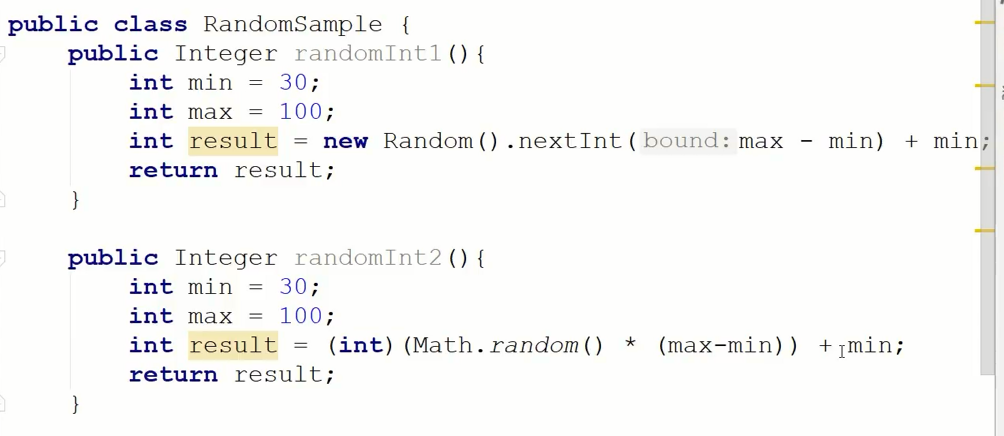 public class RandomSample {
    public Integer randomInt1(){
        int min = 30;
        int max = 100;
        int result = new Random().nextInt( bound: max - min) + min;
        return result;
    }

    public Integer randomInt2(){
        int min = 30;
        int max = 100;
        int result = (int)(Math.random() * (max-min)) + min;
        return result;
    }